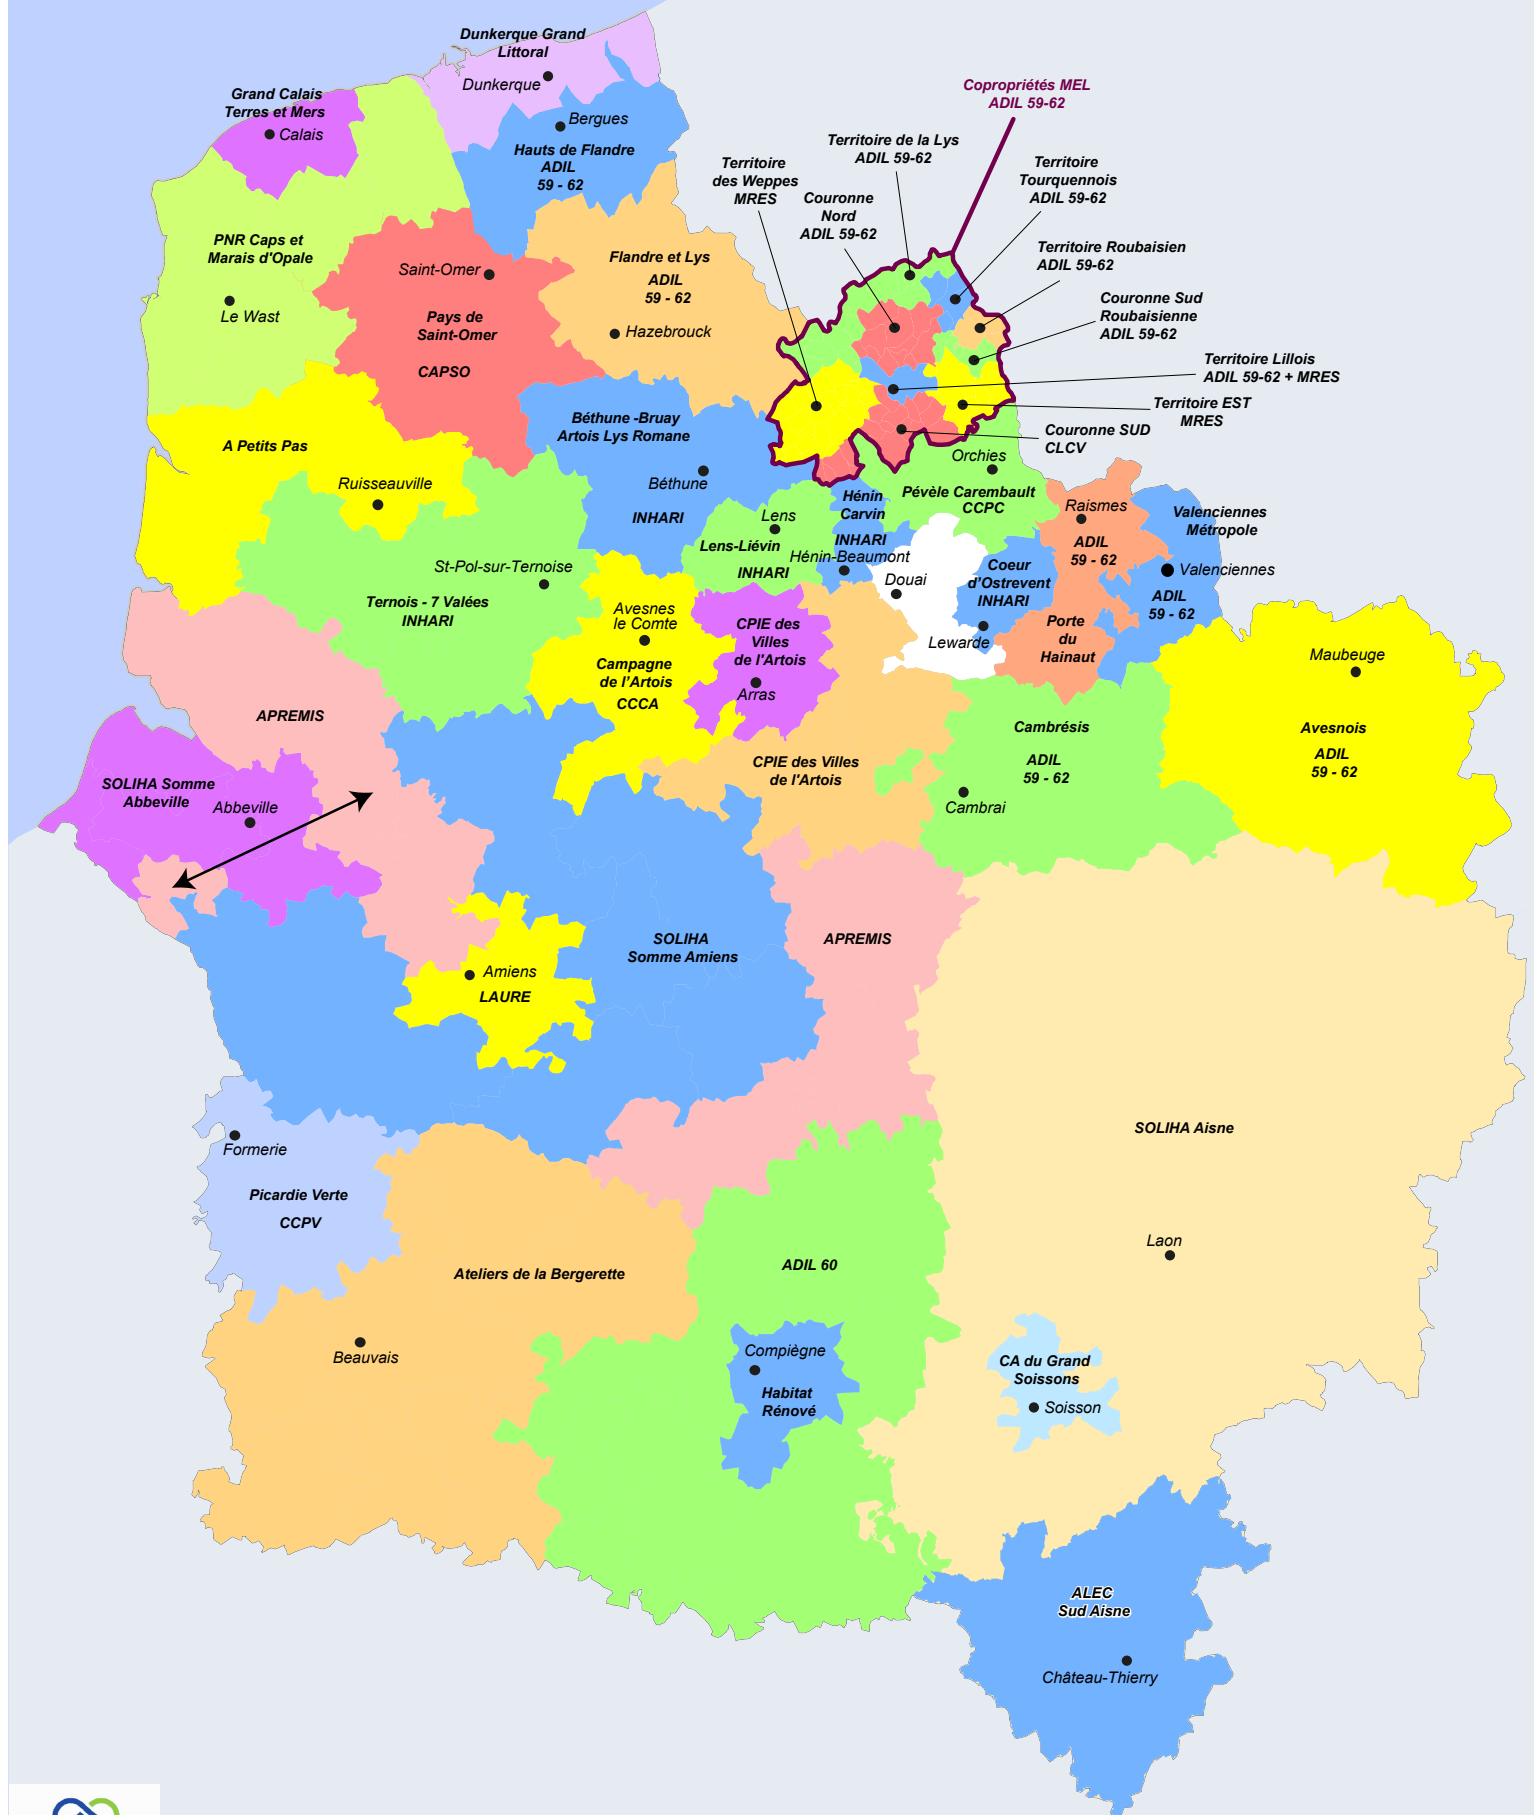 Dunkerque Grand
Littoral
Dunkerque
Grand Calais
Terres et Mers
Calais
Bergues
Hauts de Flandre
ADIL
59 - 62
Copropriétés MEL
ADIL 59-62
Territoire de la Lys
ADIL 59-62
Territoire
des Weppes
MRES
Couronne
Nord
ADIL 59-62
Territoire
Tourquennois
ADIL 59-62
Territoire Roubaisien
ADIL 59-62
Couronne Sud
Roubaisienne
ADIL 59-62
Territoire Lillois
ADIL 59-62 + MRES
Territoire EST
MRES
Couronne SUD
CLCV
PNR Caps et
Marais d'Opale
Le Wast
Saint-Omer
Pays de
Saint-Omer
CAPSO
Flandre et Lys
ADIL
59 - 62
Hazebrouck
A Petits Pas
Ruisseauville
Béthune -Bruay
Artois Lys Romane
Béthune
INHARI
Orchies
Pévèle Carembault
CCPC
Hénin
Carvin
INHARI
Hénin-Beaumont
Lens
Lens-Liévin
INHARI
Raismes
ADIL
59 - 62
Porte
du
Hainaut
Valenciennes
Métropole
Valenciennes
ADIL
59 - 62
Douai
Coeur
d'Ostrevent
INHARI
Lewarde
St-Pol-sur-Ternoise
Ternois - 7 Valées
INHARI
Avesnes
le Comte
Campagne
de l'Artois
CCCA
CPIE des
Villes
de l'Artois
Arras
CPIE des Villes
de l'Artois
Cambrésis
ADIL
59 - 62
Cambrai
Maubeuge
Avesnois
ADIL
59 - 62
APREMIS
SOLIHA Somme
Abbeville
Abbeville
SOLIHA
Somme Amiens
APREMIS
Amiens
LAURE
Formerie
Picardie Verte
CCPV
SOLIHA Aisne
Laon
Ateliers de la Bergerette
Beauvais
ADIL 60
Compiègne
Habitat
Rénové
CA du Grand
Soissons
Soisson
ALEC
Sud Aisne
Château-Thierry